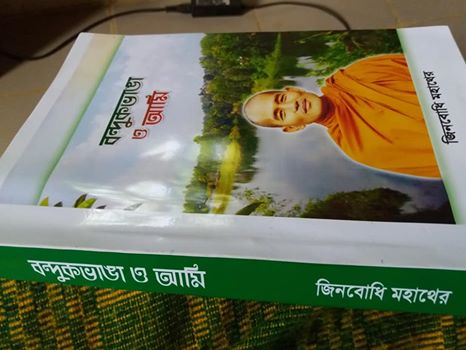 বন্দুকভাঙা
ও আমি
জিনবোধি মহাথের
বন্দুকভাঙা ও আমি
জিনবোধি মহাথের